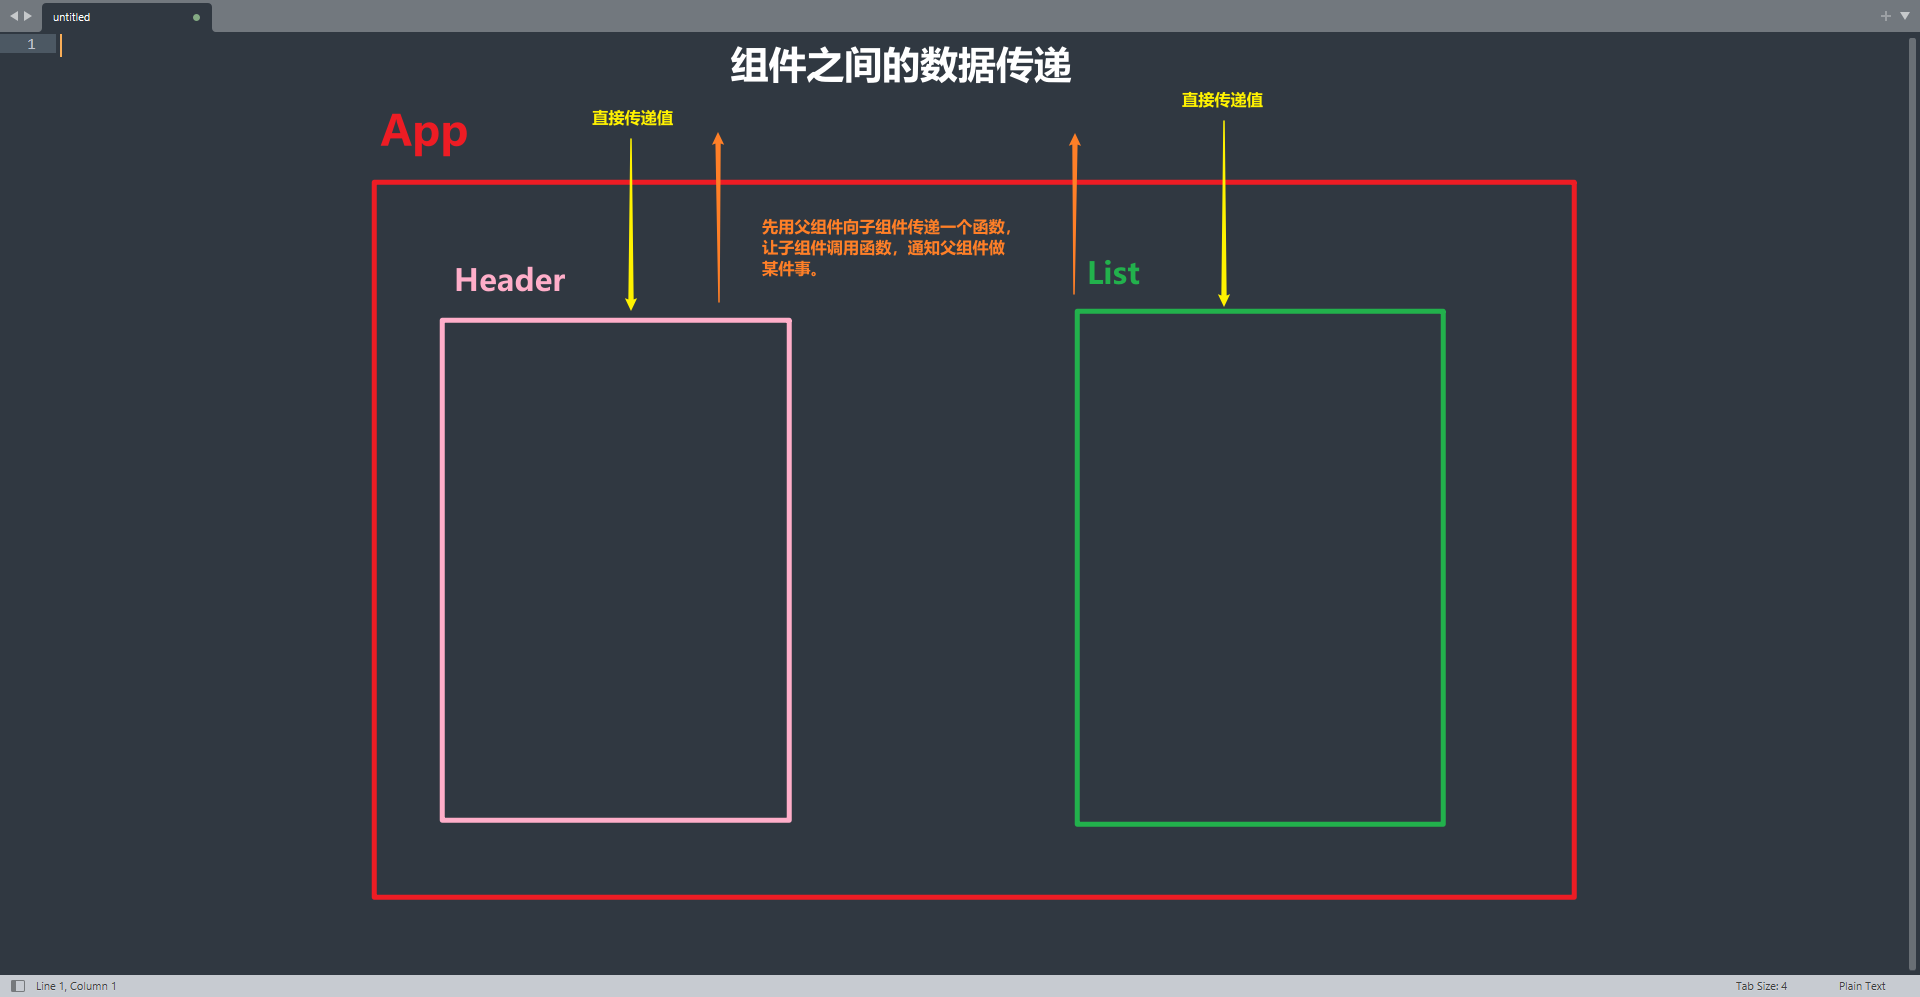 untitled
1
组件之间的数据传递
直接传递值
直接传递值
App
先用父组件向子组件传递一个函数，
让子组件调用函数，通知父组件做
某件事。
Header
List
Line 1, Column 1
Tab Size: 4
Plain Text